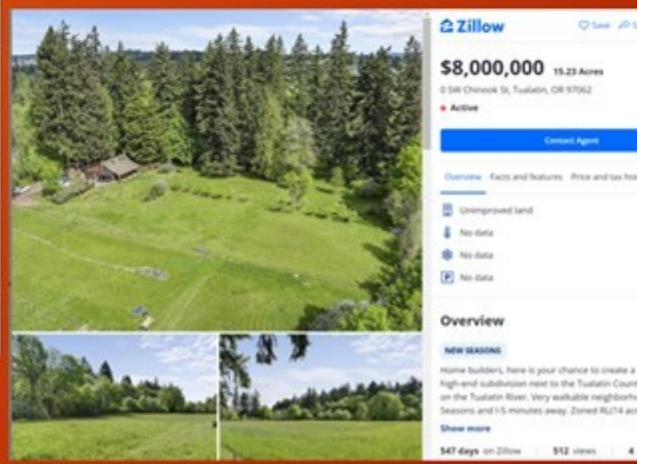 Zillow
Save
$8,000,000 15.23 Acres
0 SW Chinook St, Tualatin, OR 97062
Active
Contact Agent
Overview Facts and features Price and tax
Unimproved land
No data
No data
P No data
Overview
NEW SEASONS
Home builders, here is your chance to create a
high-end subdivision next to the Tualatin Count
on the Tualatin River. Very walkable
Seasons and I-5 minutes away. Zoned RL(14
Show more
547 days on Zillow 512 views 4